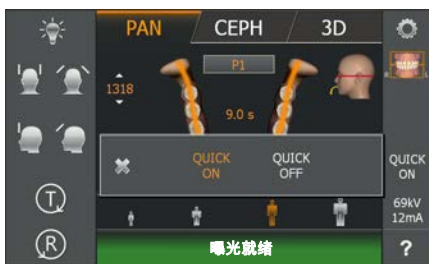 PAN CEPH 3D
P1
1318
R L
9.0 s
QUICK ON
QUICK OFF
QUICK ON
69kV
12mA
T
R
曝光就绪
?